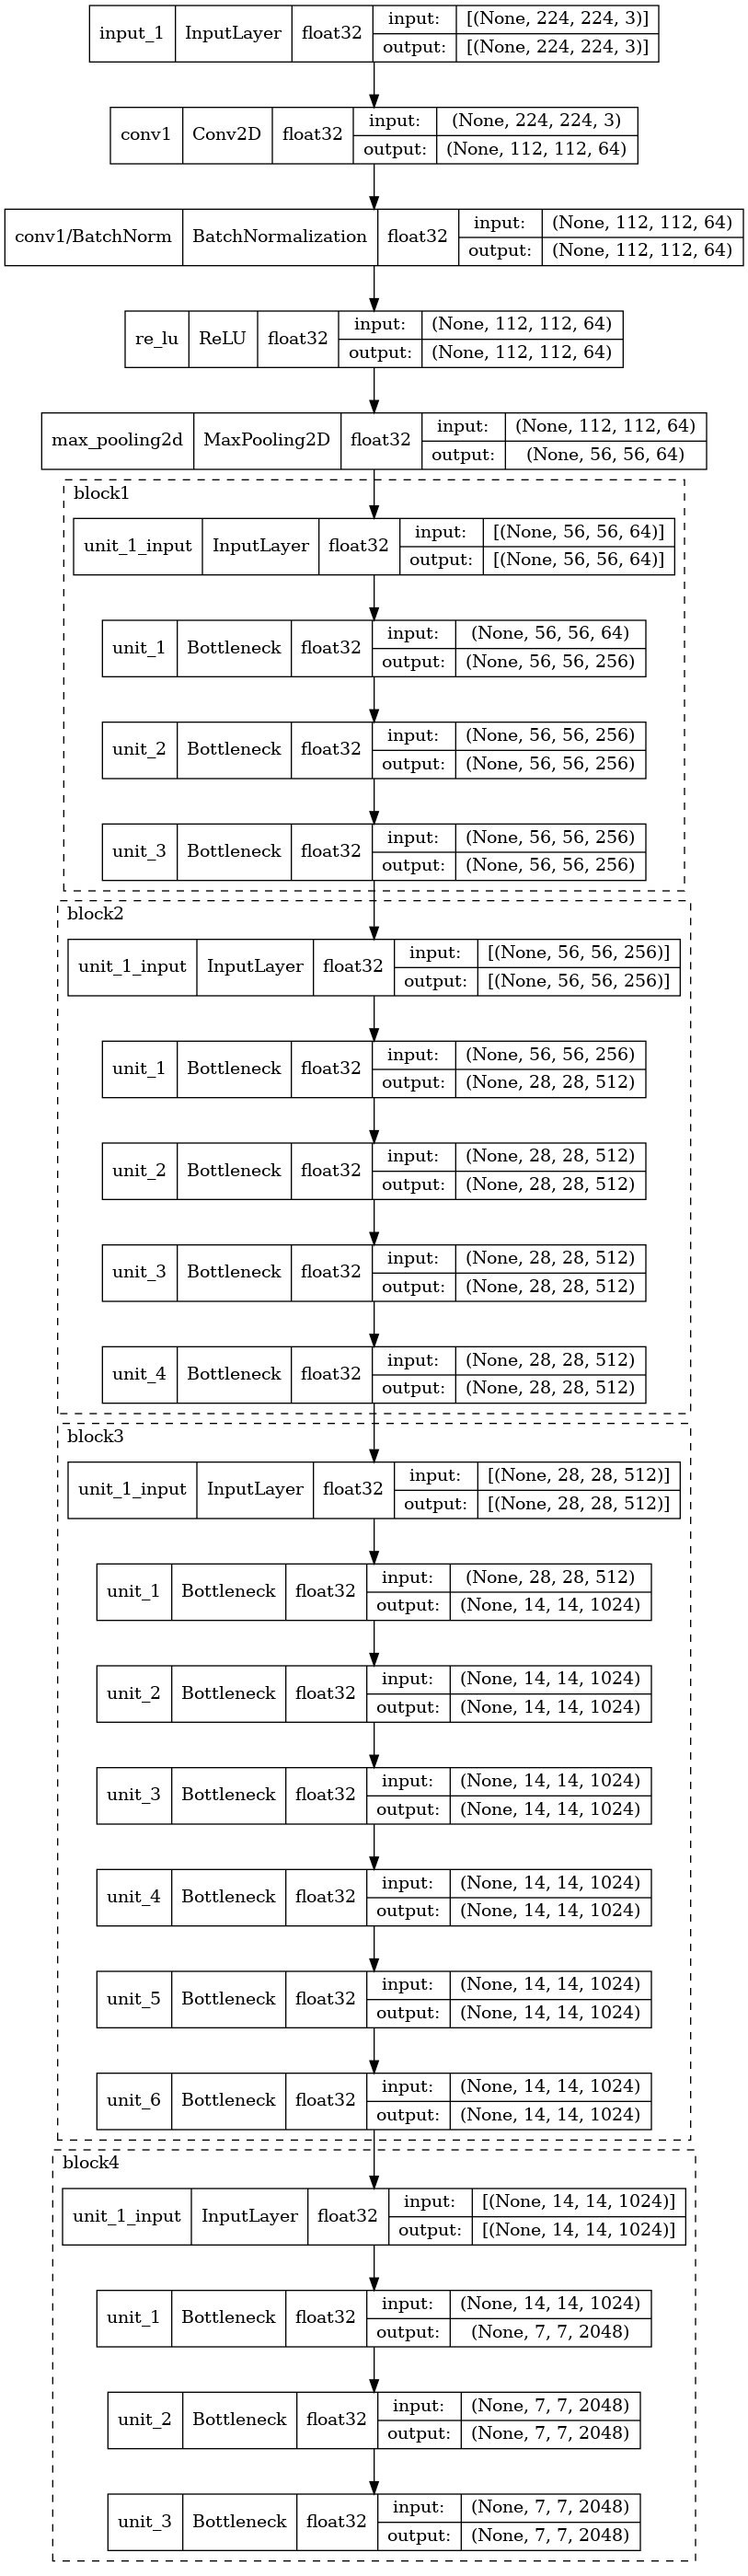 input_1 InputLayer float32 input: [(None, 224, 224, 3)]
output: [(None, 224, 224, 3)]
conv1 Conv2D float32 input: (None, 224, 224, 3)
output: (None, 112, 112, 64)
conv1/BatchNorm BatchNormalization float32 input: (None, 112, 112, 64)
output: (None, 112, 112, 64)
re_lu ReLU float32 input: (None, 112, 112, 64)
output: (None, 112, 112, 64)
max_pooling2d MaxPooling2D float32 input: (None, 112, 112, 64)
output: (None, 56, 56, 64)
block1
unit_1_input InputLayer float32 input: [(None, 56, 56, 64)]
output: [(None, 56, 56, 64)]
unit_1 Bottleneck float32 input: (None, 56, 56, 64)
output: (None, 56, 56, 256)
unit_2 Bottleneck float32 input: (None, 56, 56, 256)
output: (None, 56, 56, 256)
unit_3 Bottleneck float32 input: (None, 56, 56, 256)
output: (None, 56, 56, 256)
block2
unit_1_input InputLayer float32 input: [(None, 56, 56, 256)]
output: [(None, 56, 56, 256)]
unit_1 Bottleneck float32 input: (None, 56, 56, 256)
output: (None, 28, 28, 512)
unit_2 Bottleneck float32 input: (None, 28, 28, 512)
output: (None, 28, 28, 512)
unit_3 Bottleneck float32 input: (None, 28, 28, 512)
output: (None, 28, 28, 512)
unit_4 Bottleneck float32 input: (None, 28, 28, 512)
output: (None, 28, 28, 512)
block3
unit_1_input InputLayer float32 input: [(None, 28, 28, 512)]
output: [(None, 28, 28, 512)]
unit_1 Bottleneck float32 input: (None, 28, 28, 512)
output: (None, 14, 14, 1024)
unit_2 Bottleneck float32 input: (None, 14, 14, 1024)
output: (None, 14, 14, 1024)
unit_3 Bottleneck float32 input: (None, 14, 14, 1024)
output: (None, 14, 14, 1024)
unit_4 Bottleneck float32 input: (None, 14, 14, 1024)
output: (None, 14, 14, 1024)
unit_5 Bottleneck float32 input: (None, 14, 14, 1024)
output: (None, 14, 14, 1024)
unit_6 Bottleneck float32 input: (None, 14, 14, 1024)
output: (None, 14, 14, 1024)
block4
unit_1_input InputLayer float32 input: [(None, 14, 14, 1024)]
output: [(None, 14, 14, 1024)]
unit_1 Bottleneck float32 input: (None, 14, 14, 1024)
output: (None, 7, 7, 2048)
unit_2 Bottleneck float32 input: (None, 7, 7, 2048)
output: (None, 7, 7, 2048)
unit_3 Bottleneck float32 input: (None, 7, 7, 2048)
output: (None, 7, 7, 2048)